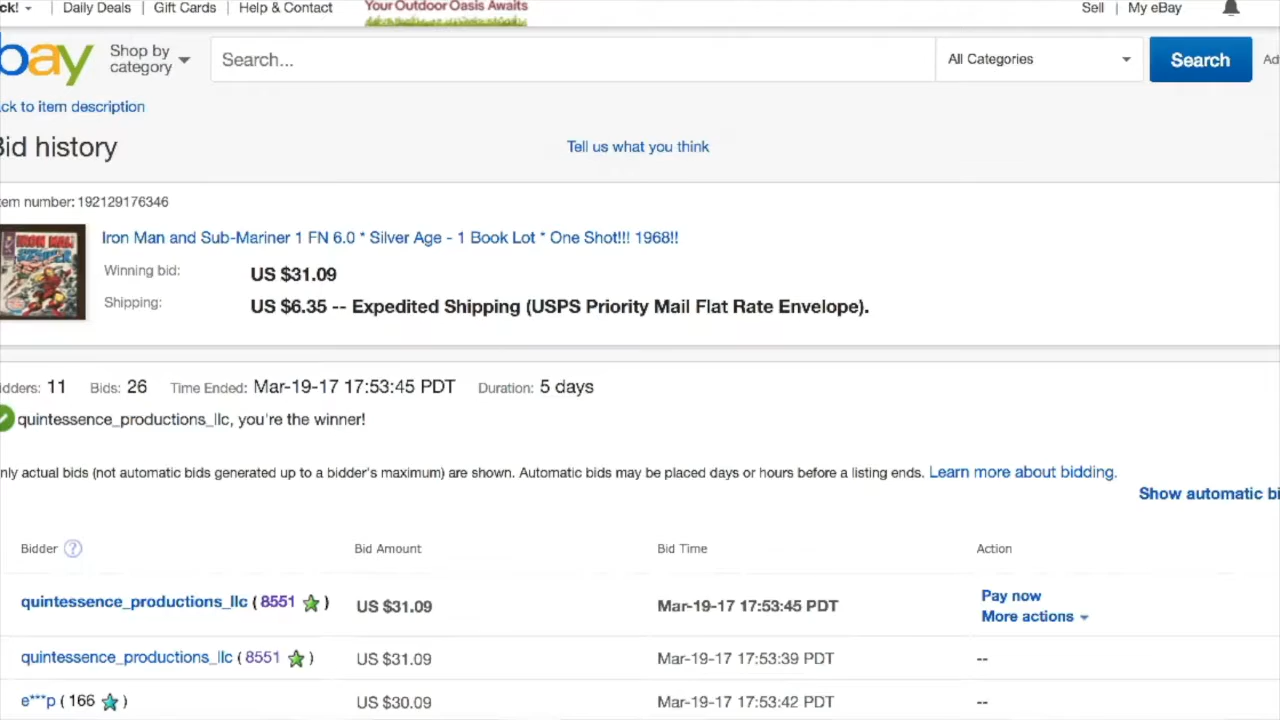 ck!
Daily Deals | Gift Cards | Help & Contact
Your Outdoor Oasis Awaits
Sell | My eBay
bay
Shop by category
Search...
All Categories
Search
Ad
ck to item description
Bid history
Tell us what you think
tem number: 192129176346
IRON MAN
Iron Man and Sub-Mariner 1 FN 6.0 * Silver Age - 1 Book Lot * One Shot!!! 1968!!
Winning bid: US $31.09
Shipping: US $6.35 -- Expedited Shipping (USPS Priority Mail Flat Rate Envelope).
idders: 11 Bids: 26 Time Ended: Mar-19-17 17:53:45 PDT Duration: 5 days
quintessence_productions_llc, you're the winner!
nly actual bids (not automatic bids generated up to a bidder's maximum) are shown. Automatic bids may be placed days or hours before a listing ends. Learn more about bidding.
Show automatic bi
Bidder ? Bid Amount Bid Time Action
quintessence_productions_llc ( 8551 ) US $31.09 Mar-19-17 17:53:45 PDT Pay now
More actions
quintessence_productions_llc ( 8551 ) US $31.09 Mar-19-17 17:53:39 PDT --
e***p ( 166 ) US $30.09 Mar-19-17 17:53:42 PDT --